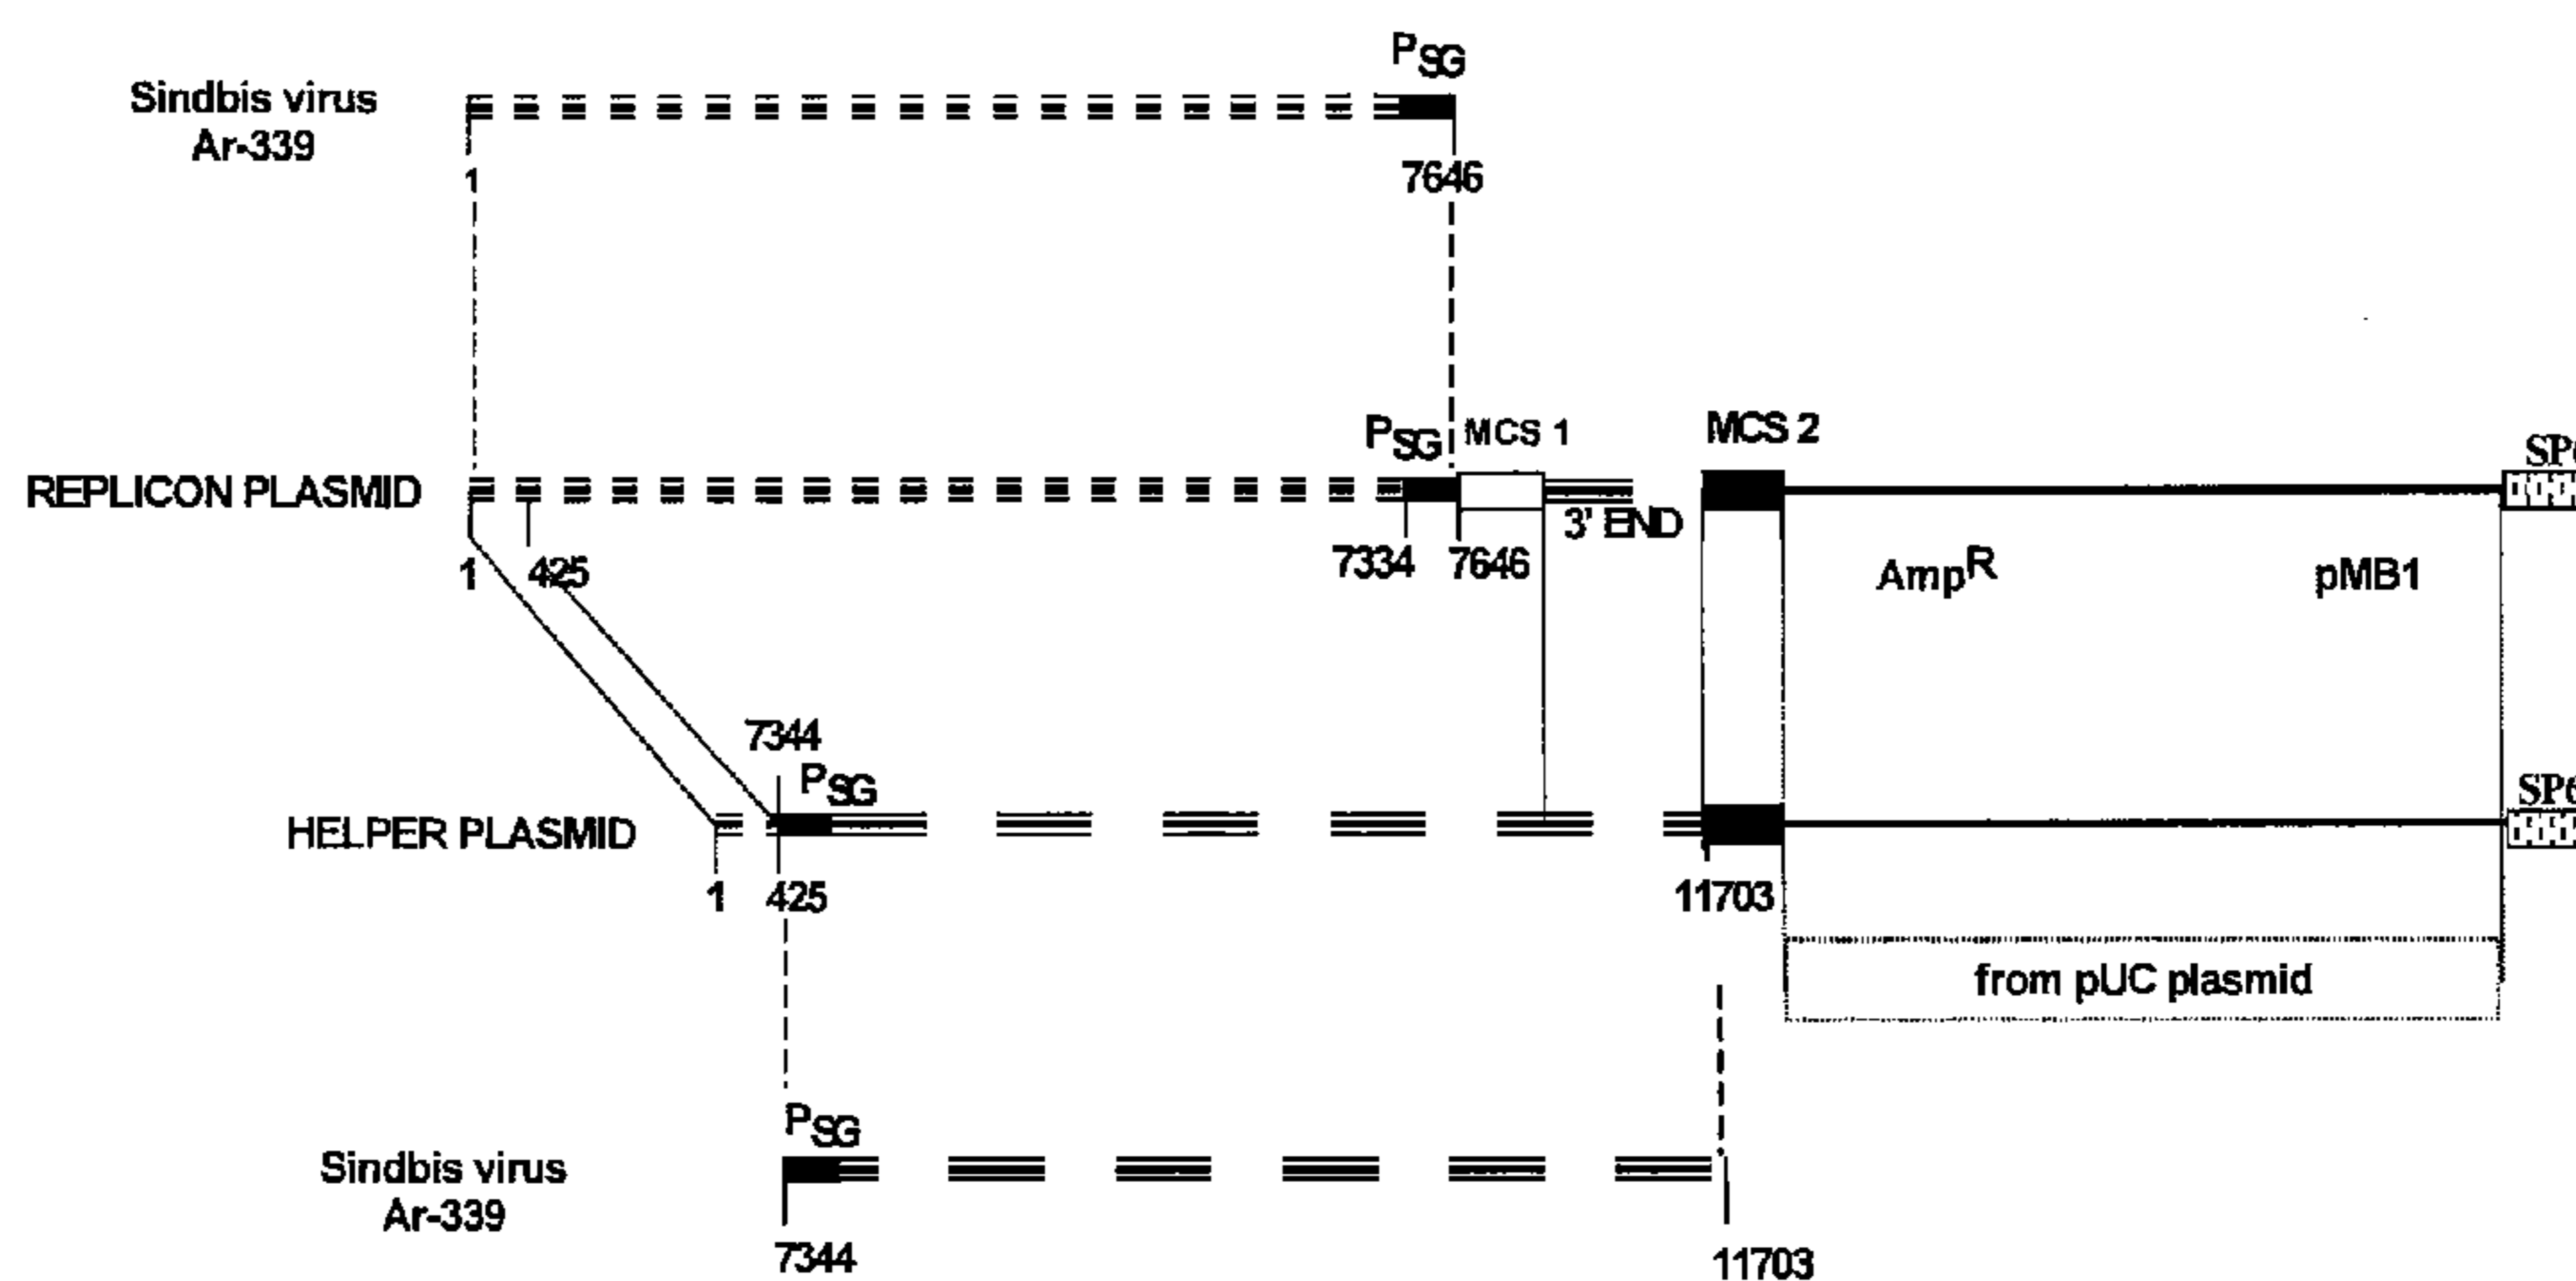 PSG
Sindbis virus
Ar-339
1
7646
PSG
MCS 1
MCS 2
SP6
REPLICON PLASMID
3' END
1
425
7334
7646
AmpR
pMB1
7344
PSG
SP6
HELPER PLASMID
1
425
11703
from pUC plasmid
PSG
Sindbis virus
Ar-339
7344
11703